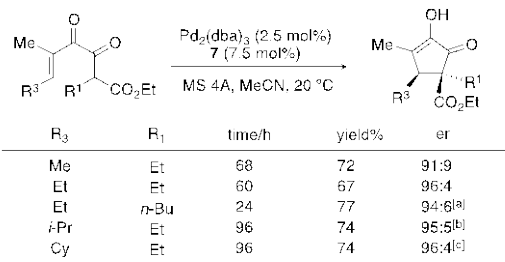 O
Me
O
R3
R1
CO2Et
Pd2(dba)3 (2.5 mol%)
7 (7.5 mol%)
MS 4A, MeCN, 20 °C
OH
Me
O
R1
R3
CO2Et
R3 R1 time/h yield% er
Me Et 68 72 91:9
Et Et 60 67 96:4
Et n-Bu 24 77 94:6[a]
i-Pr Et 96 74 95:5[b]
Cy Et 96 74 96:4[c]